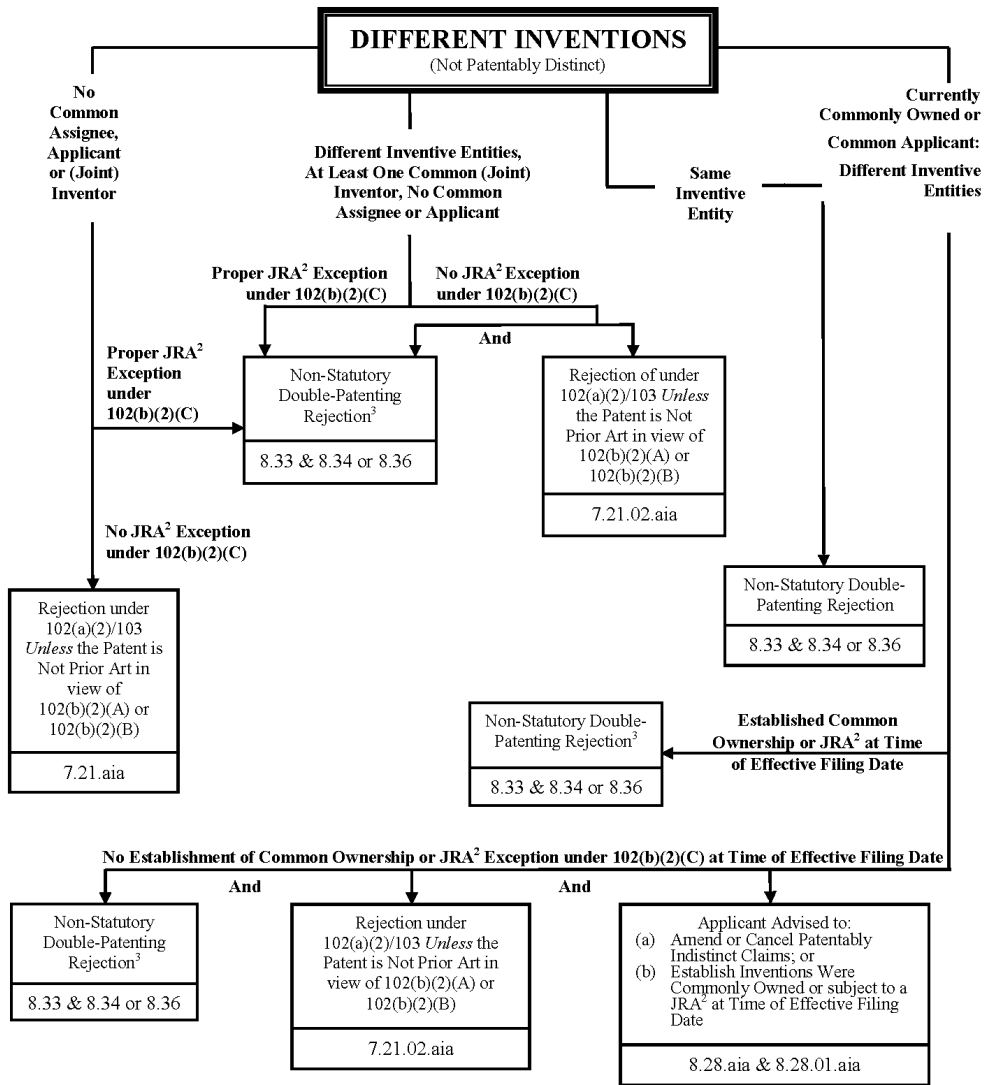 DIFFERENT INVENTIONS
(Not Patentably Distinct)
No
Common
Assignee,
Applicant
or (Joint)
Inventor
Different Inventive Entities,
At Least One Common (Joint)
Inventor, No Common
Assignee or Applicant
Same
Inventive
Entity
Currently
Commonly Owned or
Common Applicant:
Different Inventive
Entities
Proper JRA² Exception
under 102(b)(2)(C)
No JRA² Exception
under 102(b)(2)(C)
And
Proper JRA²
Exception
under
102(b)(2)(C)
Non-Statutory
Double-Patenting
Rejection³
8.33 & 8.34 or 8.36
Rejection of under
102(a)(2)/103 Unless
the Patent is Not
Prior Art in view of
102(b)(2)(A) or
102(b)(2)(B)
7.21.02.aia
No JRA² Exception
under 102(b)(2)(C)
Rejection under
102(a)(2)/103
Unless the Patent is
Not Prior Art in
view of
102(b)(2)(A) or
102(b)(2)(B)
7.21.aia
Non-Statutory Double-
Patenting Rejection
8.33 & 8.34 or 8.36
Non-Statutory Double-
Patenting Rejection³
8.33 & 8.34 or 8.36
Established Common
Ownership or JRA² at Time
of Effective Filing Date
No Establishment of Common Ownership or JRA² Exception under 102(b)(2)(C) at Time of Effective Filing Date
And
And
Non-Statutory
Double-Patenting
Rejection³
8.33 & 8.34 or 8.36
Rejection under
102(a)(2)/103 Unless the
Patent is Not Prior Art in
view of 102(b)(2)(A) or
102(b)(2)(B)
7.21.02.aia
Applicant Advised to:
(a) Amend or Cancel Patentably
Indistinct Claims; or
(b) Establish Inventions Were
Commonly Owned or subject to a
JRA² at Time of Effective Filing
Date
8.28.aia & 8.28.01.aia